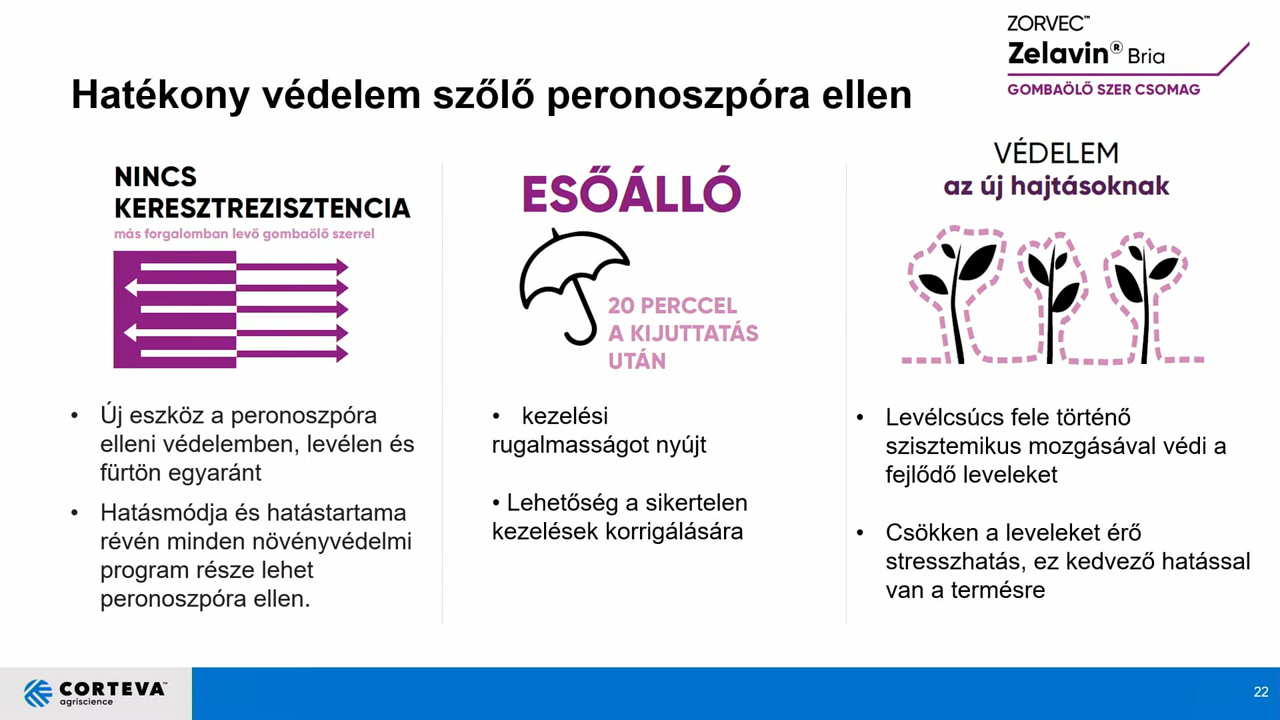 ZORVEC™
Zelavin® Bria
GOMBAÖLŐ SZER CSOMAG
Hatékony védelem szőlő peronoszpóra ellen
NINCS
KERESZTREZISZTENCIA
más forgalomban levő gombaölő szerrel
• Új eszköz a peronoszpóra
elleni védelemben, levélen és
fürtön egyaránt
• Hatásmódja és hatástartama
révén minden növényvédelmi
program része lehet
peronoszpóra ellen.
ESŐÁLLÓ
20 PERCCEL
A KIJUTTATÁS
UTÁN
• kezelési
rugalmasságot nyújt
• Lehetőség a sikertelen
kezelések korrigálására
VÉDELEM
az új hajtásoknak
• Levélcsúcs fele történő
szisztemikus mozgásával védi a
fejlődő leveleket
• Csökken a leveleket érő
stresszhatás, ez kedvező hatással
van a termésre
CORTEVA™
agriscience
22